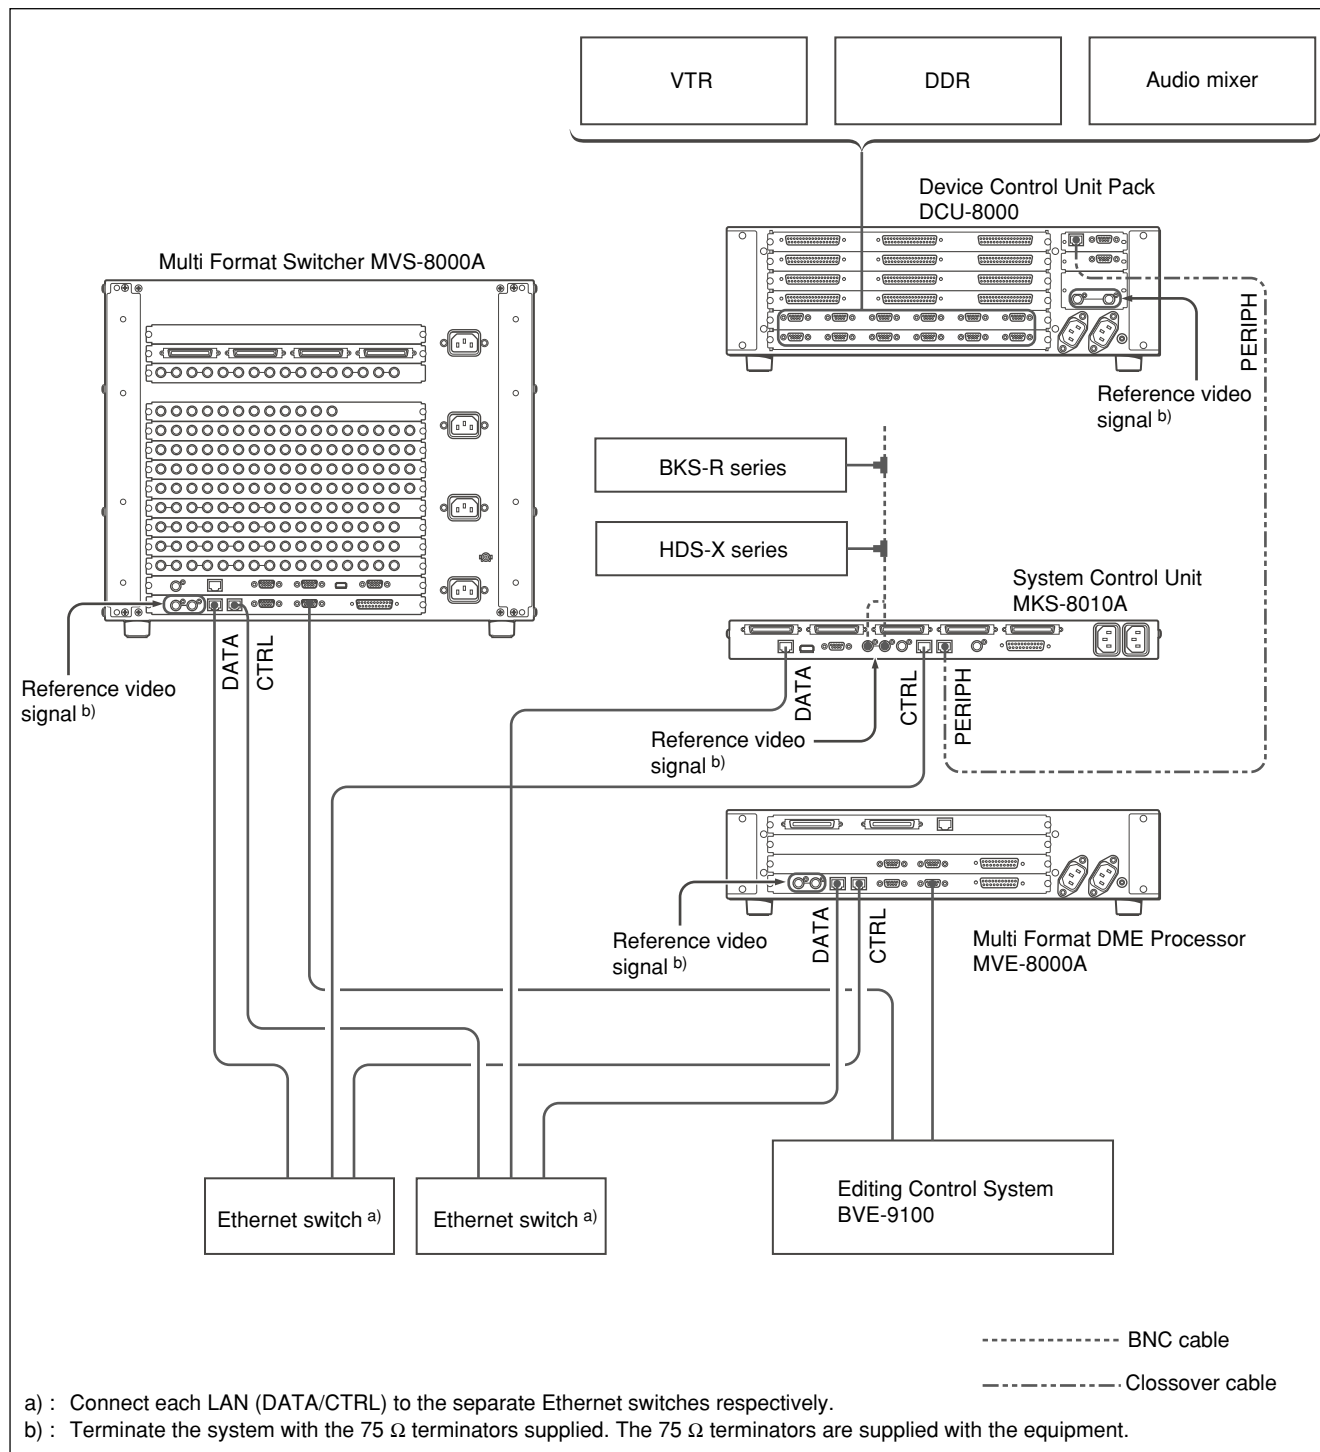 VTR
DDR
Audio mixer
Device Control Unit Pack
DCU-8000
Multi Format Switcher MVS-8000A
PERIPH
Reference video
signal b)
BKS-R series
HDS-X series
System Control Unit
MKS-8010A
Reference video
signal b)
DATA
CTRL
DATA
CTRL
PERIPH
Reference video
signal b)
Reference video
signal b)
DATA
CTRL
Multi Format DME Processor
MVE-8000A
Ethernet switch a)
Ethernet switch a)
Editing Control System
BVE-9100
BNC cable
Clossover cable
a) : Connect each LAN (DATA/CTRL) to the separate Ethernet switches respectively.
b) : Terminate the system with the 75 Ω terminators supplied. The 75 Ω terminators are supplied with the equipment.